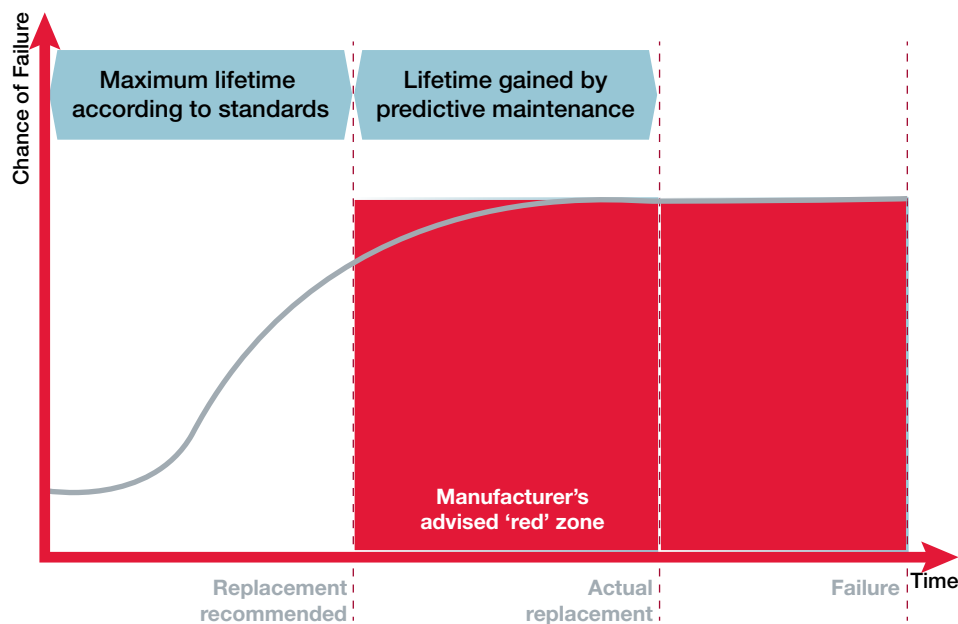 Chance of Failure
Maximum lifetime
according to standards
Lifetime gained by
predictive maintenance
Manufacturer’s
advised ‘red’ zone
Time
Replacement
recommended
Actual
replacement
Failure